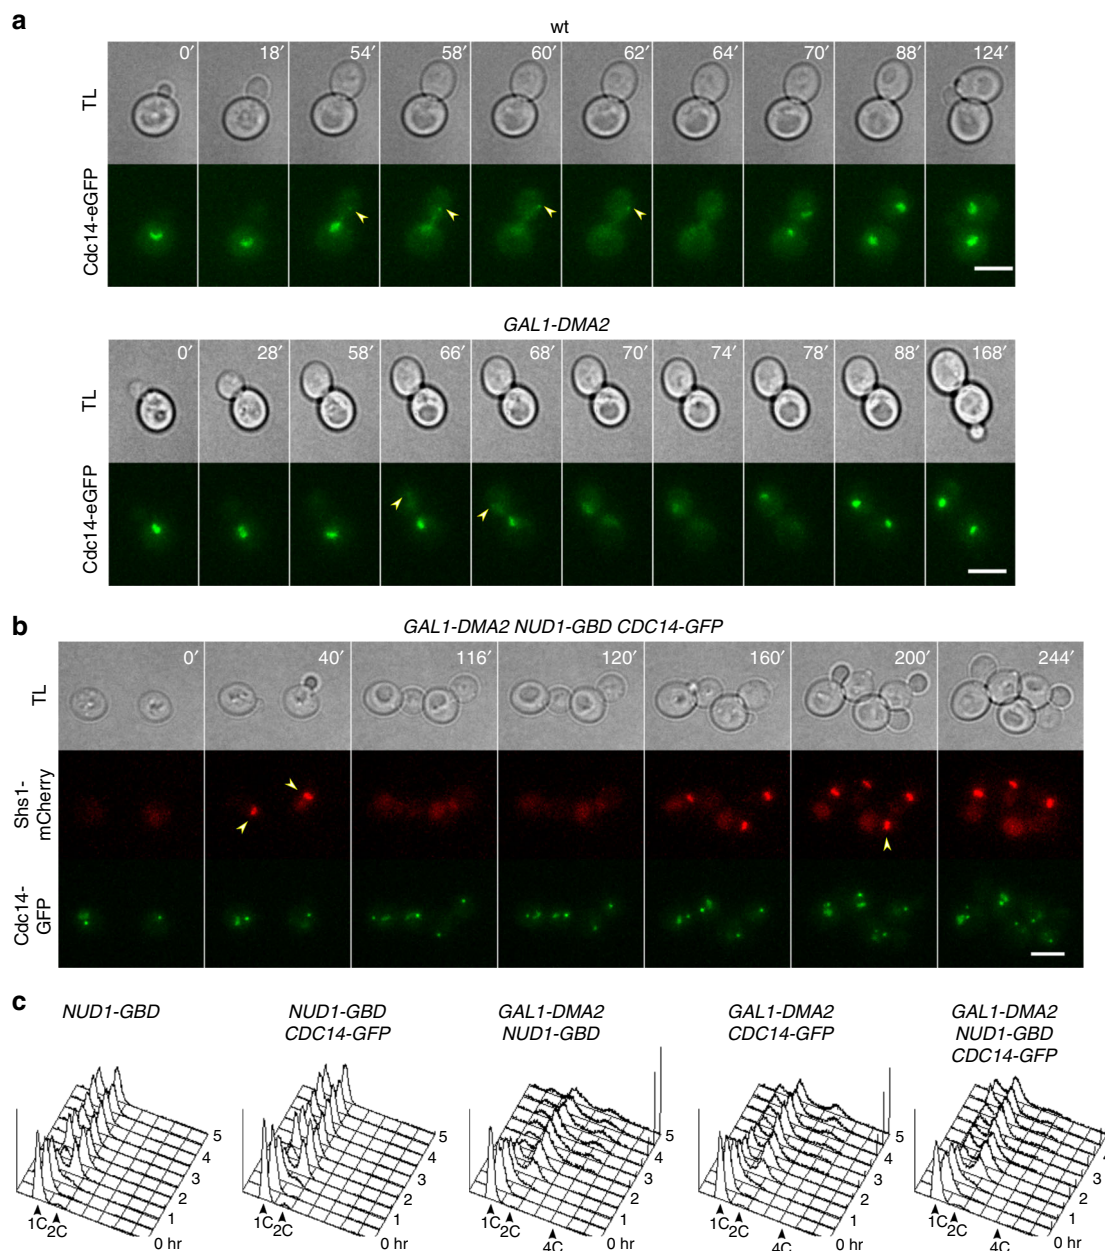 a
wt
TL
0′ 18′ 54′ 58′ 60′ 62′ 64′ 70′ 88′ 124′
Cdc14-eGFP
GAL1-DMA2
TL
0′ 28′ 58′ 66′ 68′ 70′ 74′ 78′ 88′ 168′
Cdc14-eGFP
b
GAL1-DMA2 NUD1-GBD CDC14-GFP
TL
0′ 40′ 116′ 120′ 160′ 200′ 244′
Shs1-
mCherry
Cdc14-
GFP
c
NUD1-GBD
NUD1-GBD
CDC14-GFP
GAL1-DMA2
NUD1-GBD
GAL1-DMA2
CDC14-GFP
GAL1-DMA2
NUD1-GBD
CDC14-GFP
1C 2C 0 hr 1 2 3 4 5
1C 2C 0 hr 1 2 3 4 5
1C 2C 4C 0 hr 1 2 3 4 5
1C 2C 4C 0 hr 1 2 3 4 5
1C 2C 4C 0 hr 1 2 3 4 5